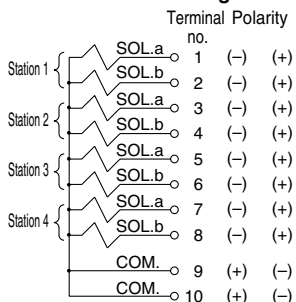 Terminal Polarity
no.
Station 1 SOL.a 1 (–) (+)
SOL.b 2 (–) (+)
Station 2 SOL.a 3 (–) (+)
SOL.b 4 (–) (+)
Station 3 SOL.a 5 (–) (+)
SOL.b 6 (–) (+)
Station 4 SOL.a 7 (–) (+)
SOL.b 8 (–) (+)
COM. 9 (+) (–)
COM. 10 (+) (–)